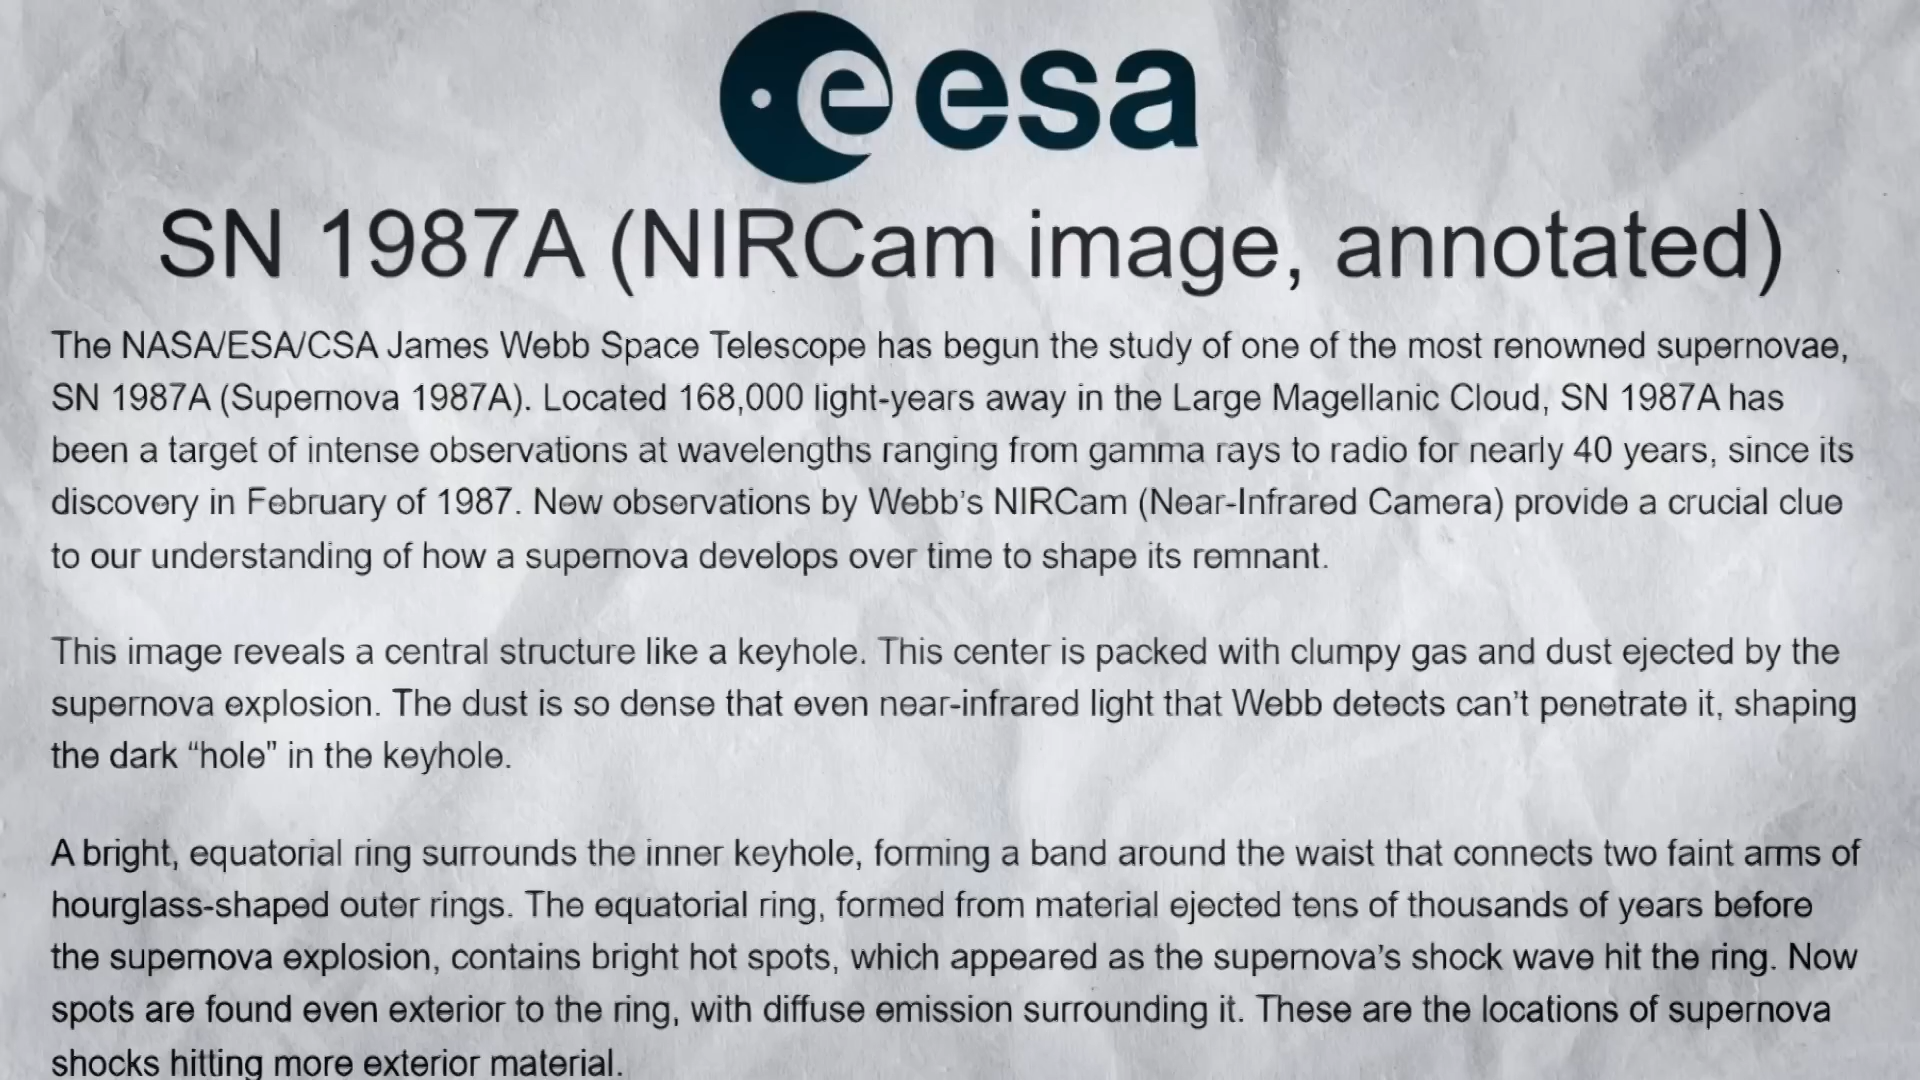 esa
SN 1987A (NIRCam image, annotated)
The NASA/ESA/CSA James Webb Space Telescope has begun the study of one of the most renowned supernovae,
SN 1987A (Supernova 1987A). Located 168,000 light-years away in the Large Magellanic Cloud, SN 1987A has
been a target of intense observations at wavelengths ranging from gamma rays to radio for nearly 40 years, since its
discovery in February of 1987. New observations by Webb’s NIRCam (Near-Infrared Camera) provide a crucial clue
to our understanding of how a supernova develops over time to shape its remnant.
This image reveals a central structure like a keyhole. This center is packed with clumpy gas and dust ejected by the
supernova explosion. The dust is so dense that even near-infrared light that Webb detects can’t penetrate it, shaping
the dark “hole” in the keyhole.
A bright, equatorial ring surrounds the inner keyhole, forming a band around the waist that connects two faint arms of
hourglass-shaped outer rings. The equatorial ring, formed from material ejected tens of thousands of years before
the supernova explosion, contains bright hot spots, which appeared as the supernova’s shock wave hit the ring. Now
spots are found even exterior to the ring, with diffuse emission surrounding it. These are the locations of supernova
shocks hitting more exterior material.